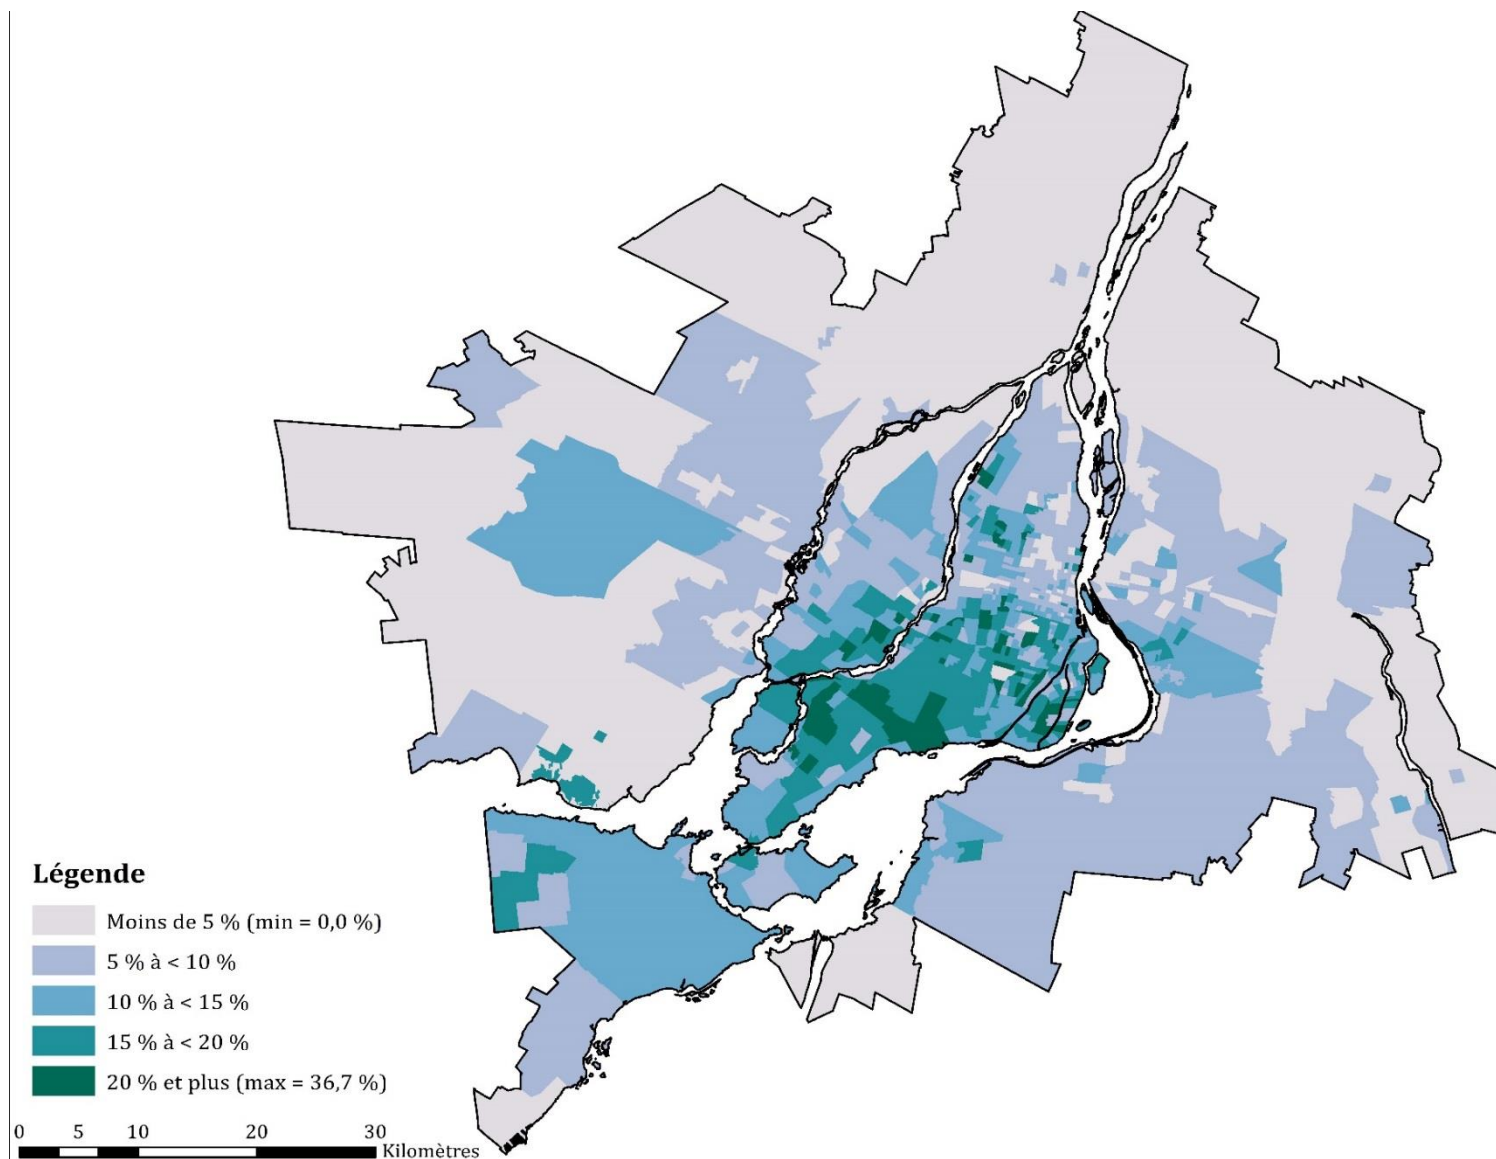 Légende
Moins de 5 % (min = 0,0 %)
5 % à < 10 %
10 % à < 15 %
15 % à < 20 %
20 % et plus (max = 36,7 %)
0 5 10 20 30
Kilomètres